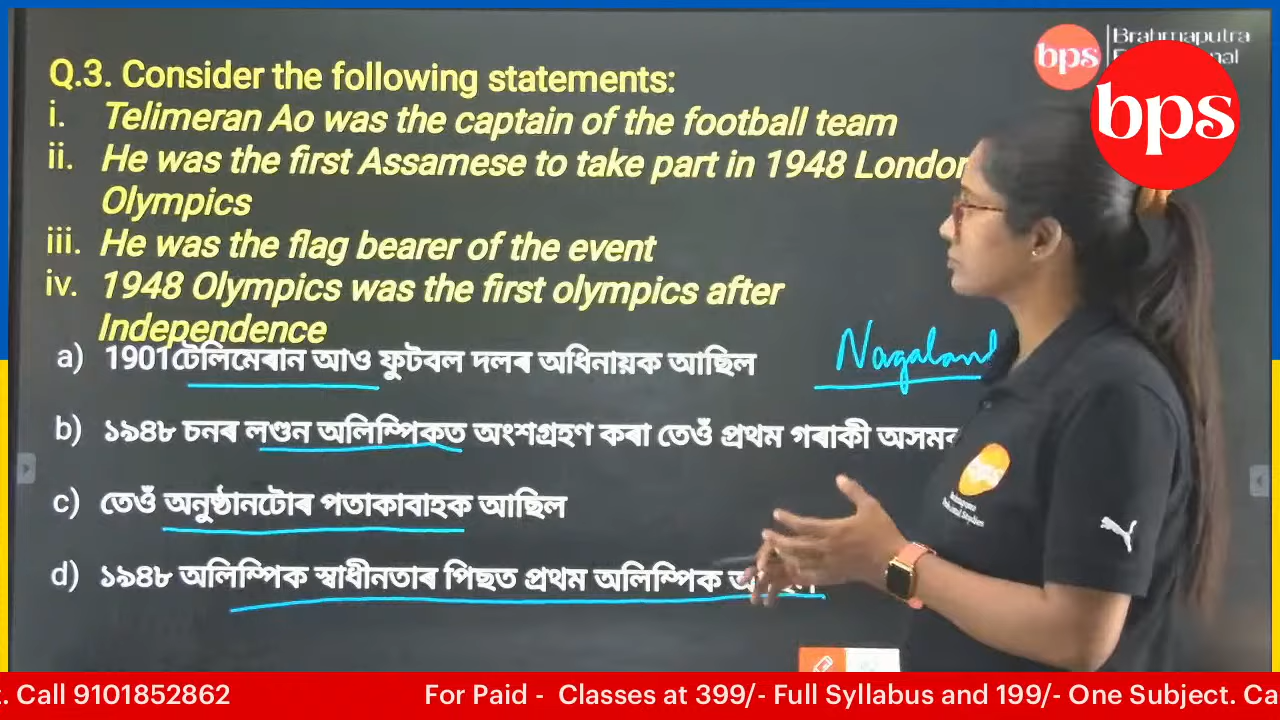 Brahmaputra
bps
bps
Q.3. Consider the following statements:
i. Telimeran Ao was the captain of the football team
ii. He was the first Assamese to take part in 1948 London
Olympics
iii. He was the flag bearer of the event
iv. 1948 Olympics was the first olympics after
Independence
a) 1901টেলিমেৰান আও ফুটবল দলৰ অধিনায়ক আছিল
Nagaland
b) ১৯৪৮ চনৰ লণ্ডন অলিম্পিকত অংশগ্ৰহণ কৰা তেওঁ প্ৰথম গৰাকী
c) তেওঁ অনুষ্ঠানটোৰ পতাকাবাহক আছিল
d) ১৯৪৮ অলিম্পিক স্বাধীনতাৰ পিছত প্ৰথম অলিম্পিক
. Call 9101852862 For Paid - Classes at 399/- Full Syllabus and 199/- One Subject. Ca